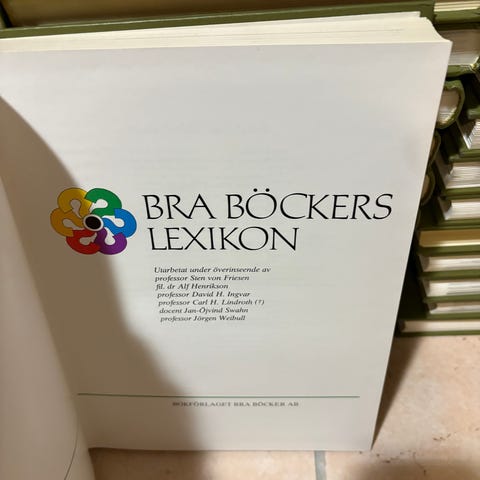 BRA BÖCKERS
LEXIKON
Utarbetat under överinseende av
professor Sten von Friesen
fil. dr Alf Henrikson
professor David H. Ingvar
professor Carl H. Lindroth (†)
docent Jan-Öjvind Swahn
professor Jörgen Weibull
BOKFÖRLAGET BRA BÖCKER AB